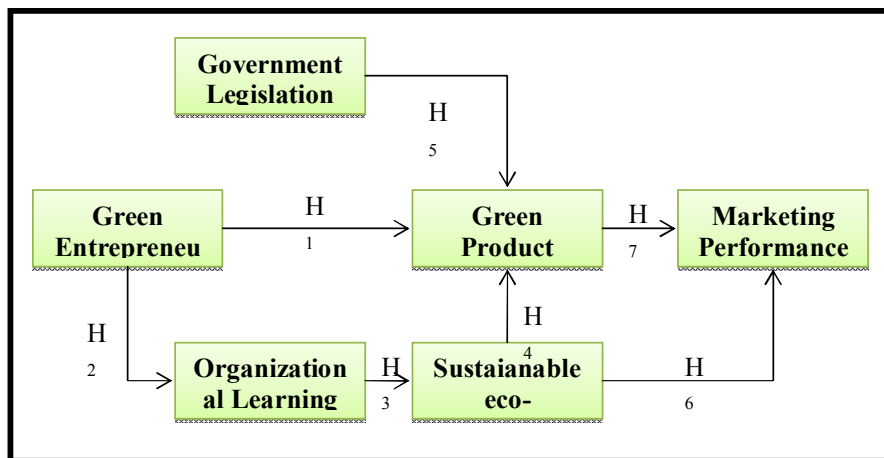 Government
Legislation
H
5
Green
Entrepreneu
H
1
Green
Product
H
7
Marketing
Performance
H
2
Organization
al Learning
H
3
Sustaianable
eco-
H
4
H
6